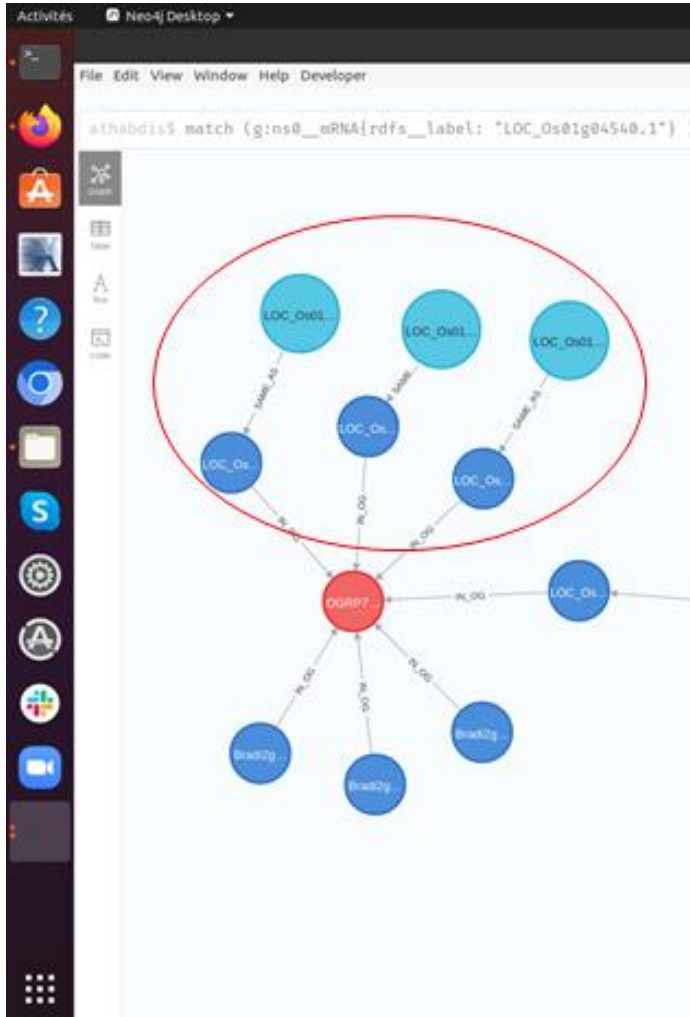 Activités Neo4j Desktop
File Edit View Window Help Developer
athabdis$ match (g:ns0__mRNA{rdfs__label: "LOC_Os01g04540.1")
Graph
Table
A
Text
Code
LOC_Os01...
LOC_Os01...
LOC_Os01...
SAME_AS
SAME...
SAME_AS
LOC_Os...
LOC_Os...
LOC_Os...
IN_OG
IN_OG
IN_OG
OGRP7...
IN_OG
LOC_Os...
IN_OG
IN_OG
IN_OG
Bradi2g...
Bradi2g...
Bradi2g...